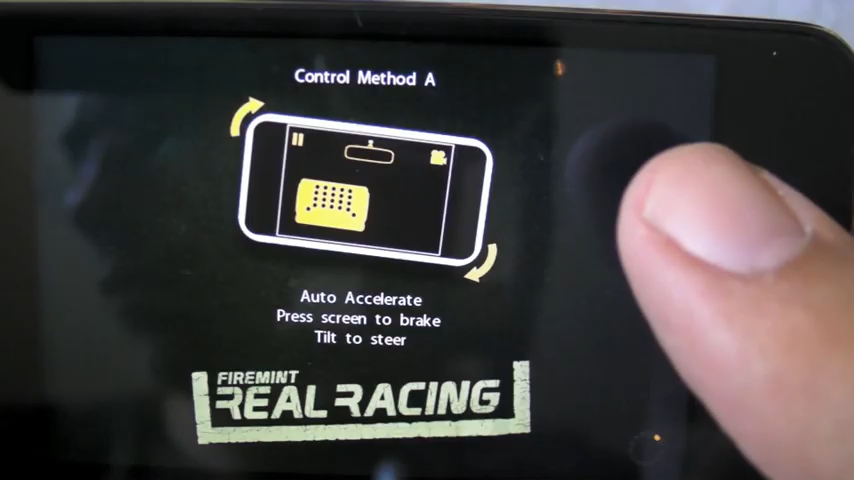 Control Method A
Auto Accelerate
Press screen to brake
Tilt to steer
FIREMINT
REAL RACING